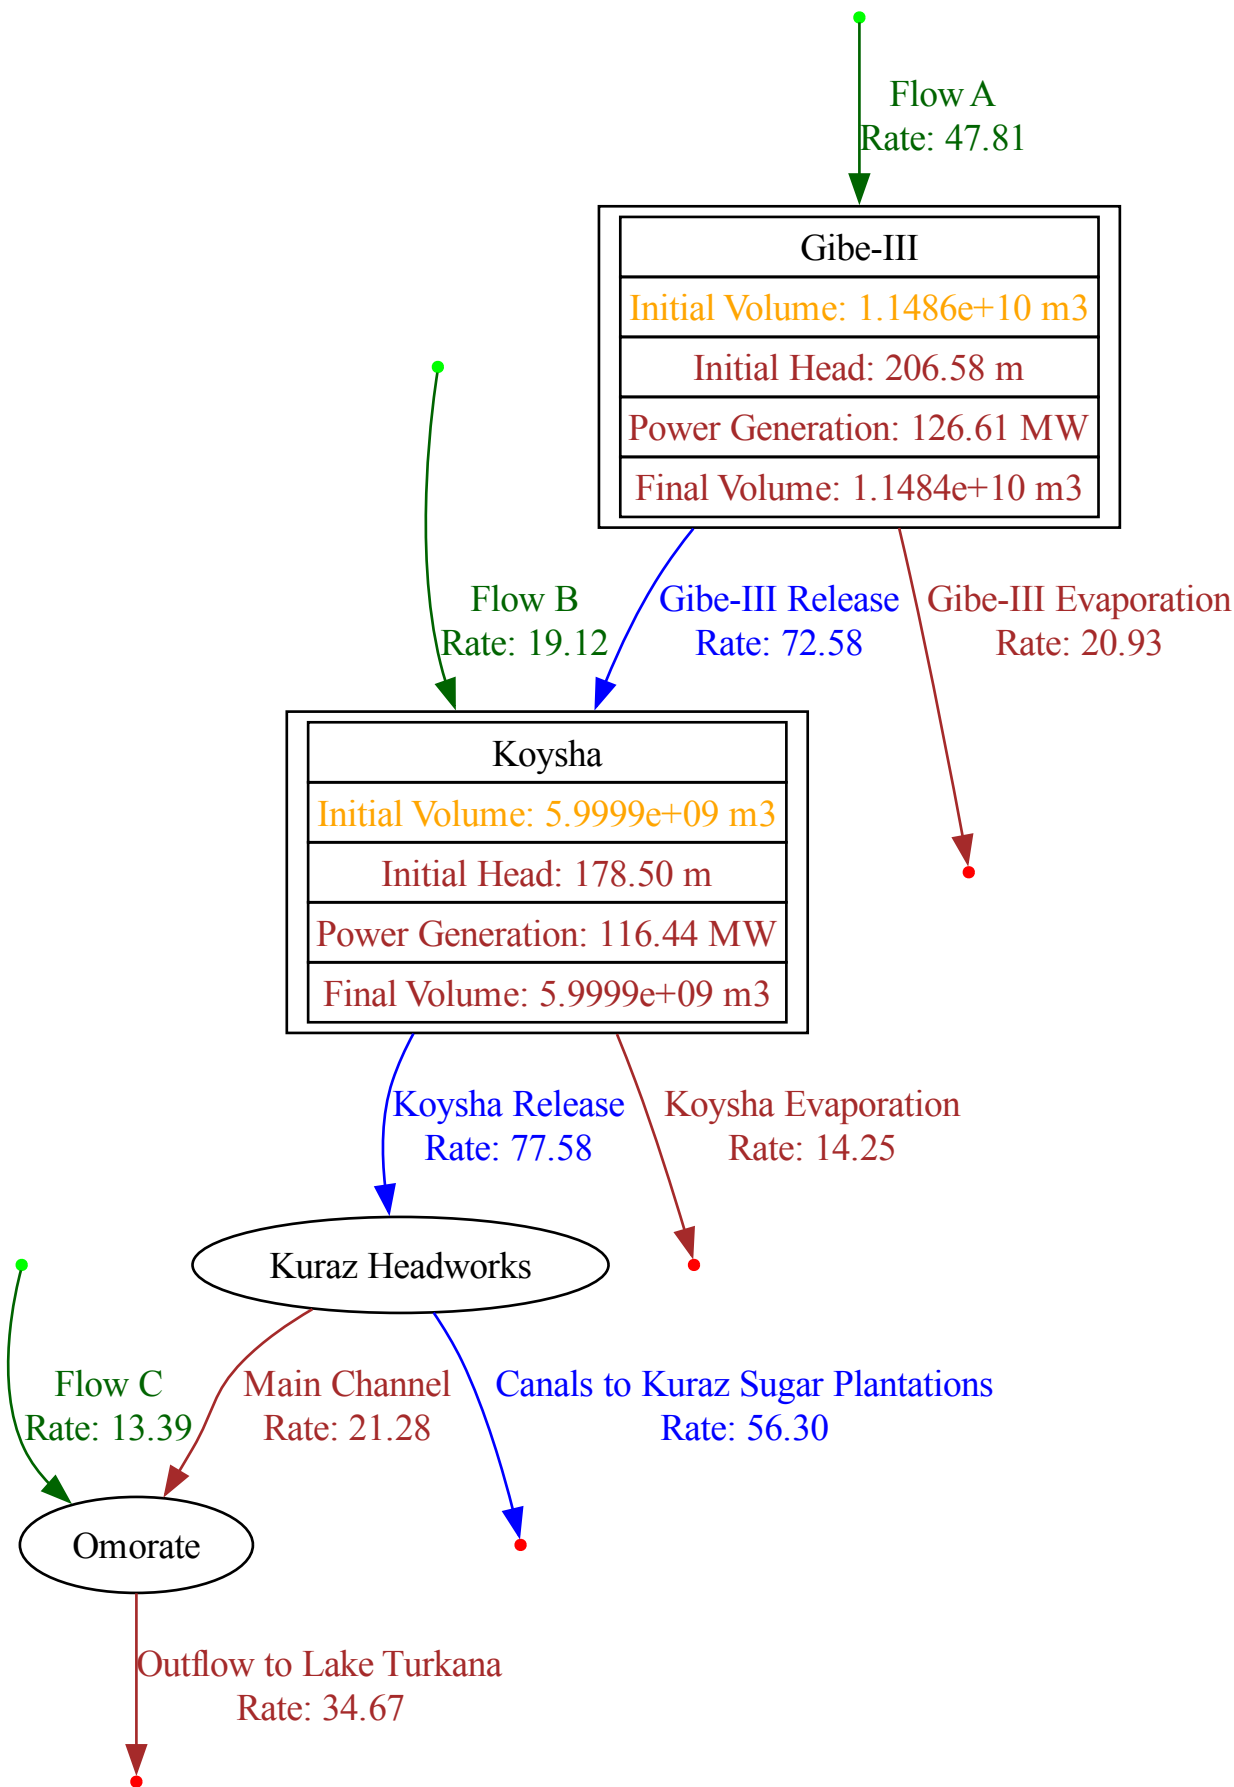 Flow A
Rate: 47.81
Gibe-III
Initial Volume: 1.1486e+10 m3
Initial Head: 206.58 m
Power Generation: 126.61 MW
Final Volume: 1.1484e+10 m3
Flow B
Rate: 19.12
Gibe-III Release
Rate: 72.58
Gibe-III Evaporation
Rate: 20.93
Koysha
Initial Volume: 5.9999e+09 m3
Initial Head: 178.50 m
Power Generation: 116.44 MW
Final Volume: 5.9999e+09 m3
Koysha Release
Rate: 77.58
Koysha Evaporation
Rate: 14.25
Kuraz Headworks
Flow C
Rate: 13.39
Main Channel
Rate: 21.28
Canals to Kuraz Sugar Plantations
Rate: 56.30
Omorate
Outflow to Lake Turkana
Rate: 34.67